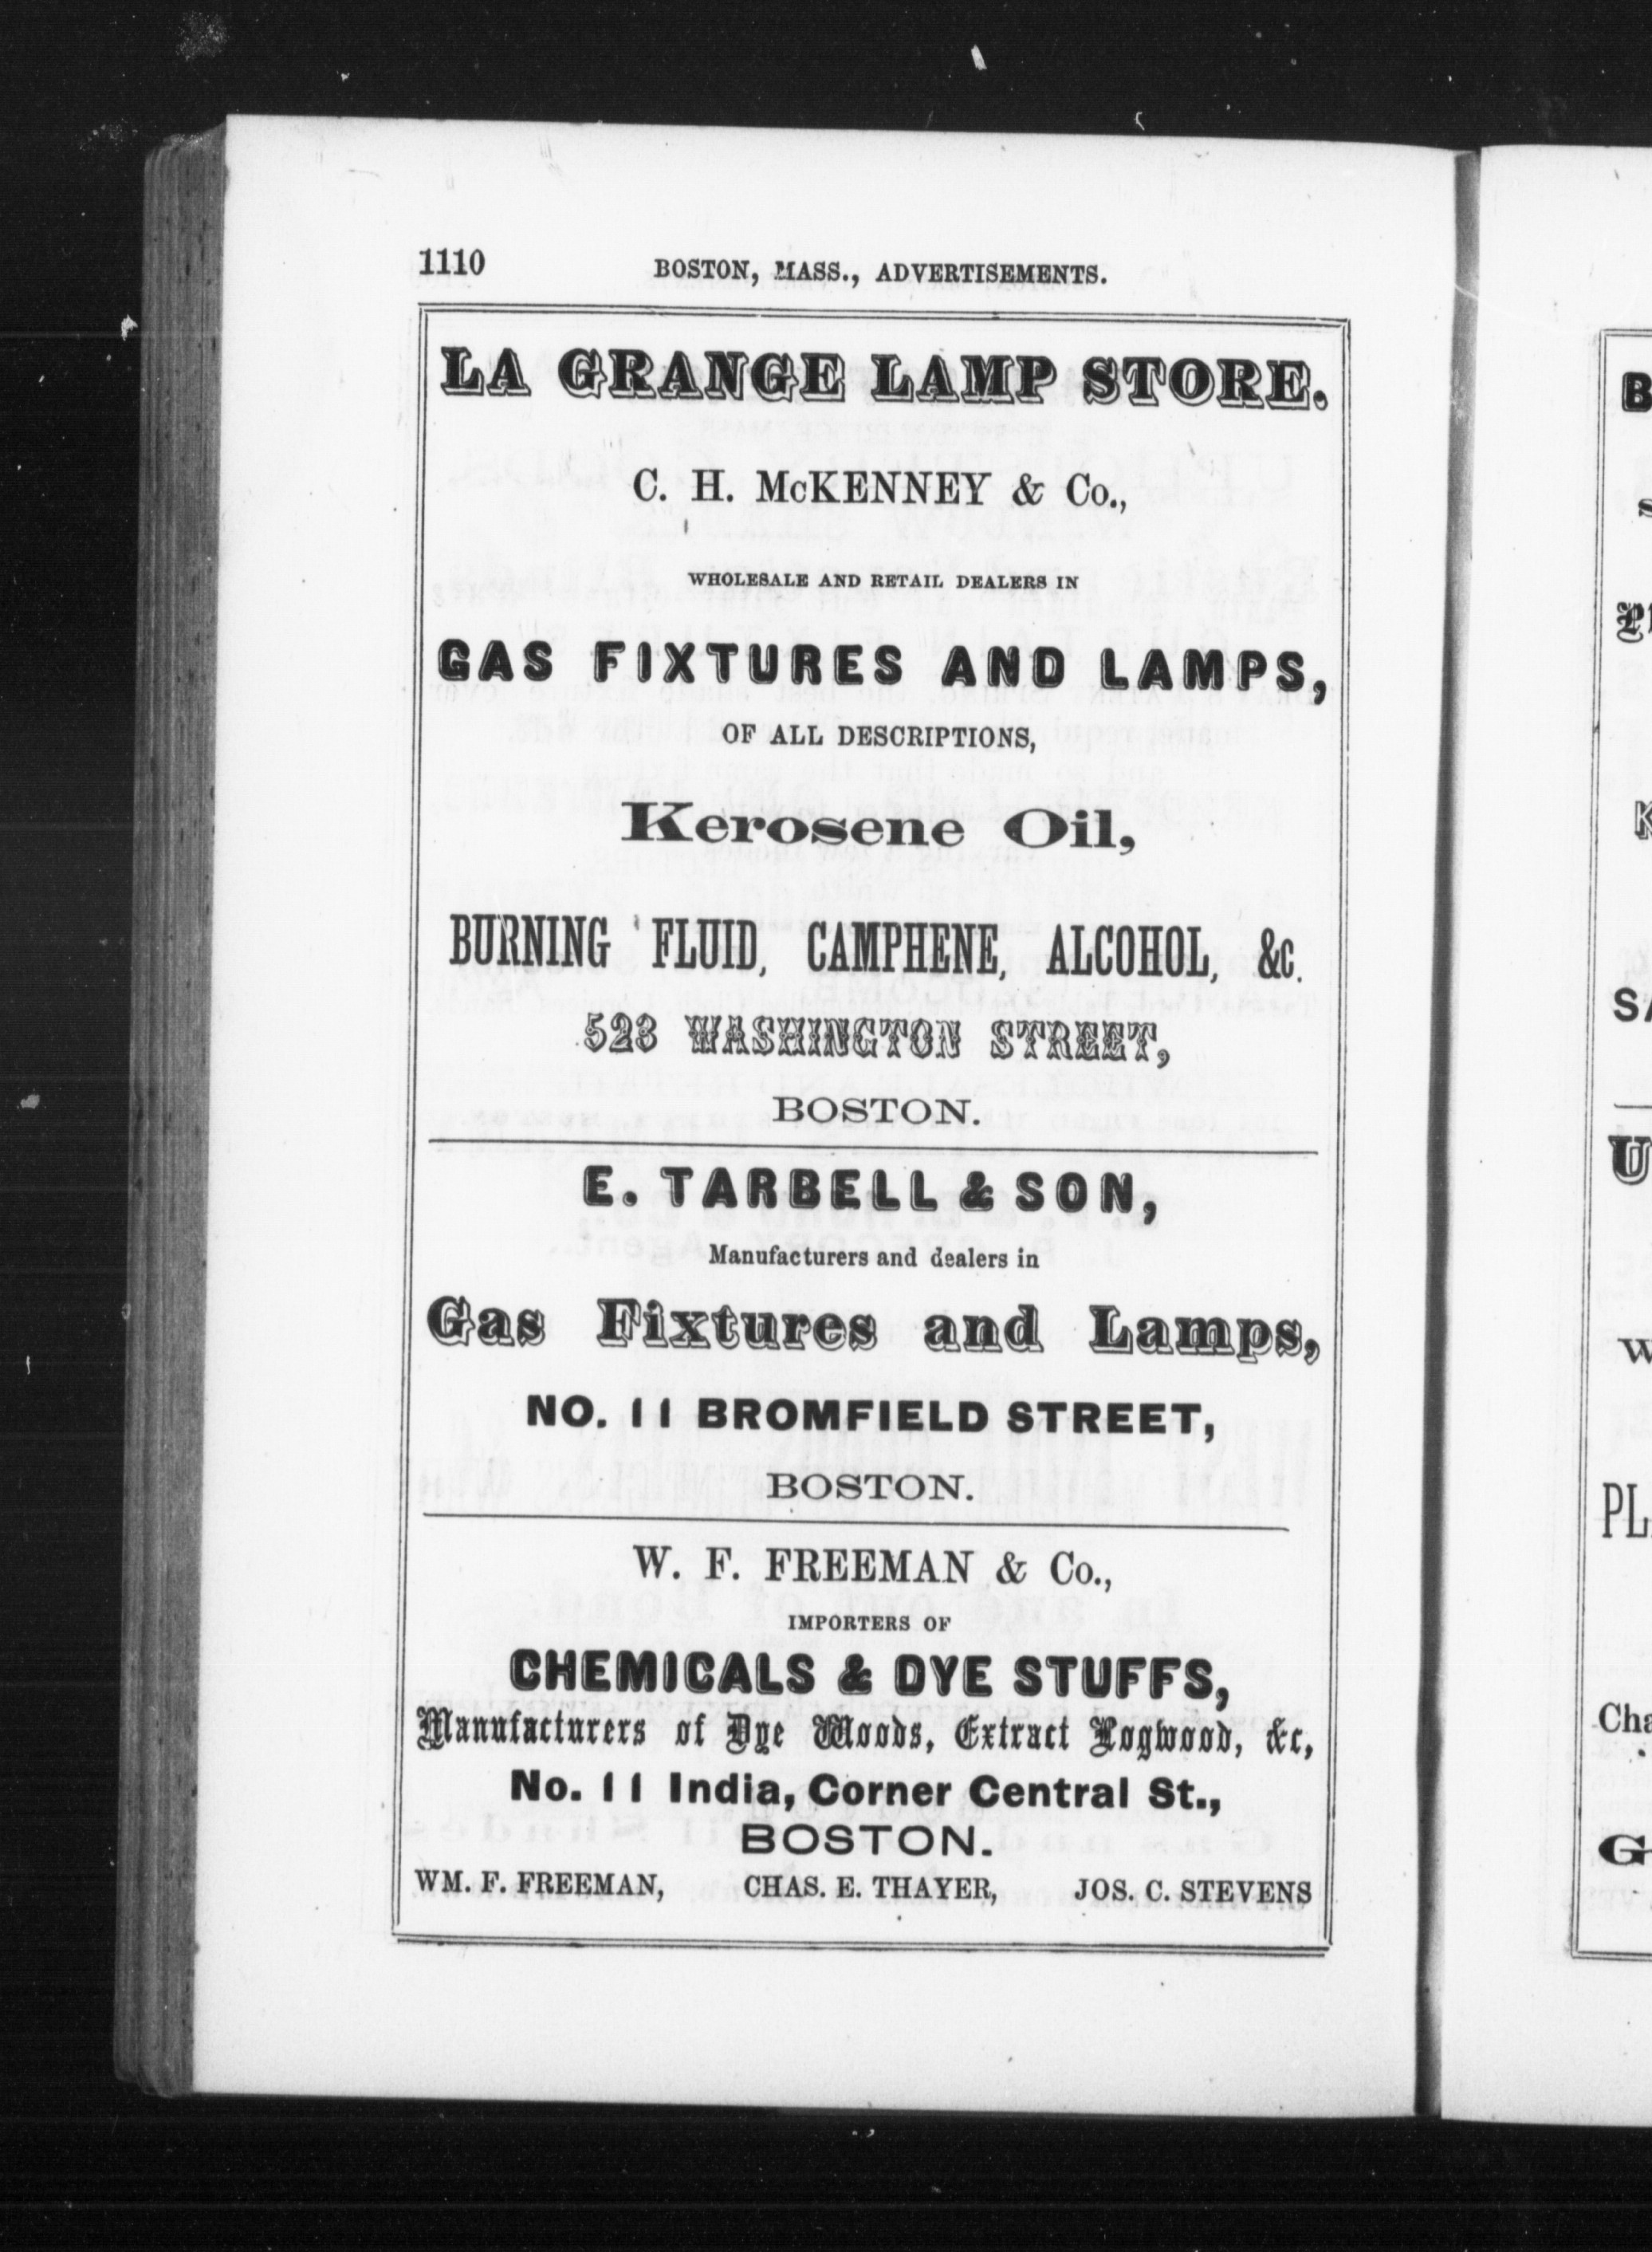 1110 BOSTON, MASS., ADVERTISEMENTS.
LA GRANGE LAMP STORE.
C. H. McKENNEY & Co.,
WHOLESALE AND RETAIL DEALERS IN
GAS FIXTURES AND LAMPS,
OF ALL DESCRIPTIONS,
Kerosene Oil,
BURNING FLUID, CAMPHENE, ALCOHOL, &C.
523 WASHINGTON STREET,
BOSTON.
E. TARBELL & SON,
Manufacturers and dealers in
Gas Fixtures and Lamps,
NO. 11 BROMFIELD STREET,
BOSTON.
W. F. FREEMAN & Co.,
IMPORTERS OF
CHEMICALS & DYE STUFFS,
Manufacturers of Dye Woods, Extract Logwood, &c,
No. 11 India, Corner Central St.,
BOSTON.
WM. F. FREEMAN, CHAS. E. THAYER, JOS. C. STEVENS